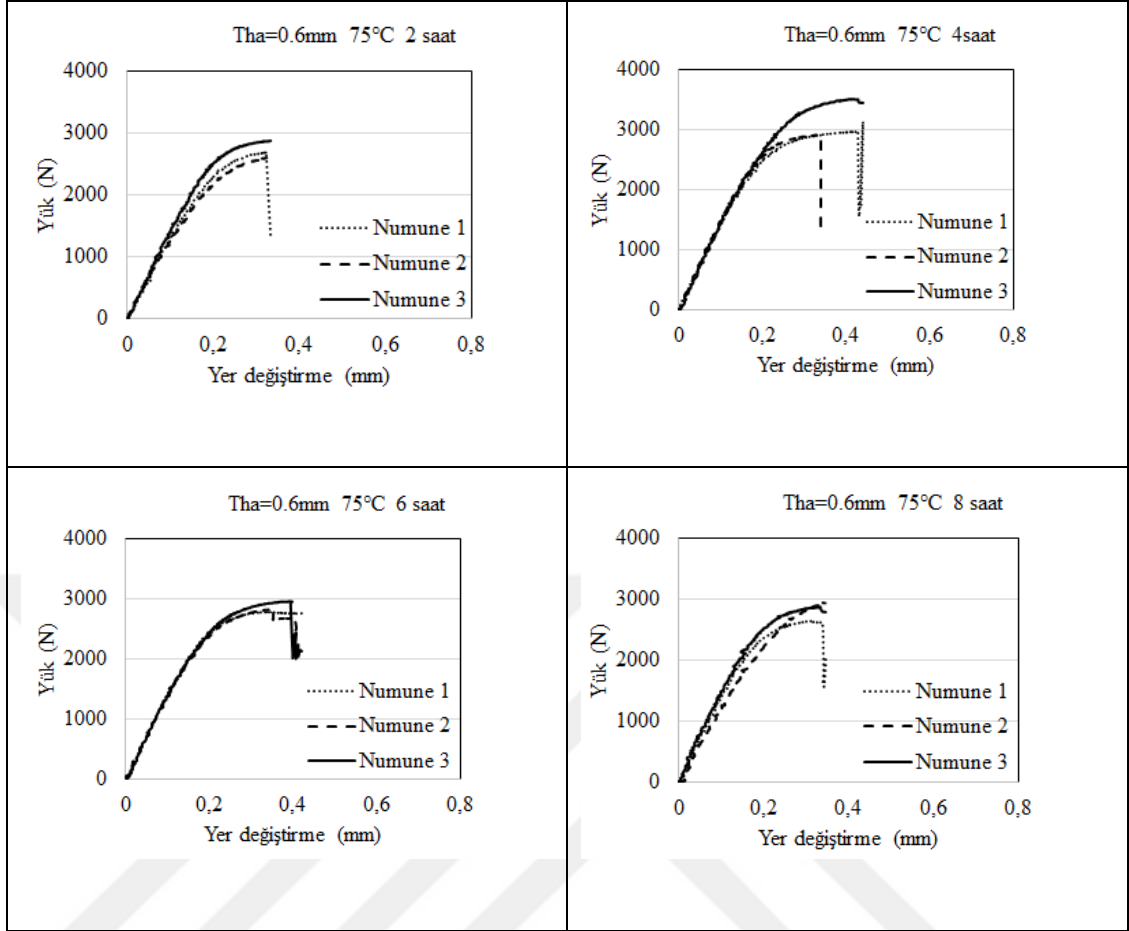 Tha=0.6mm 75°C 2 saat
4000
3000
2000
1000
0
Yük (N)
Numune 1
Numune 2
Numune 3
0 0,2 0,4 0,6 0,8
Yer değiştirme (mm)
Tha=0.6mm 75°C 4saat
4000
3000
2000
1000
0
Yük (N)
Numune 1
Numune 2
Numune 3
0 0,2 0,4 0,6 0,8
Yer değiştirme (mm)
Tha=0.6mm 75°C 6 saat
4000
3000
2000
1000
0
Yük (N)
Numune 1
Numune 2
Numune 3
0 0,2 0,4 0,6 0,8
Yer değiştirme (mm)
Tha=0.6mm 75°C 8 saat
4000
3000
2000
1000
0
Yük (N)
Numune 1
Numune 2
Numune 3
0 0,2 0,4 0,6 0,8
Yer değiştirme (mm)